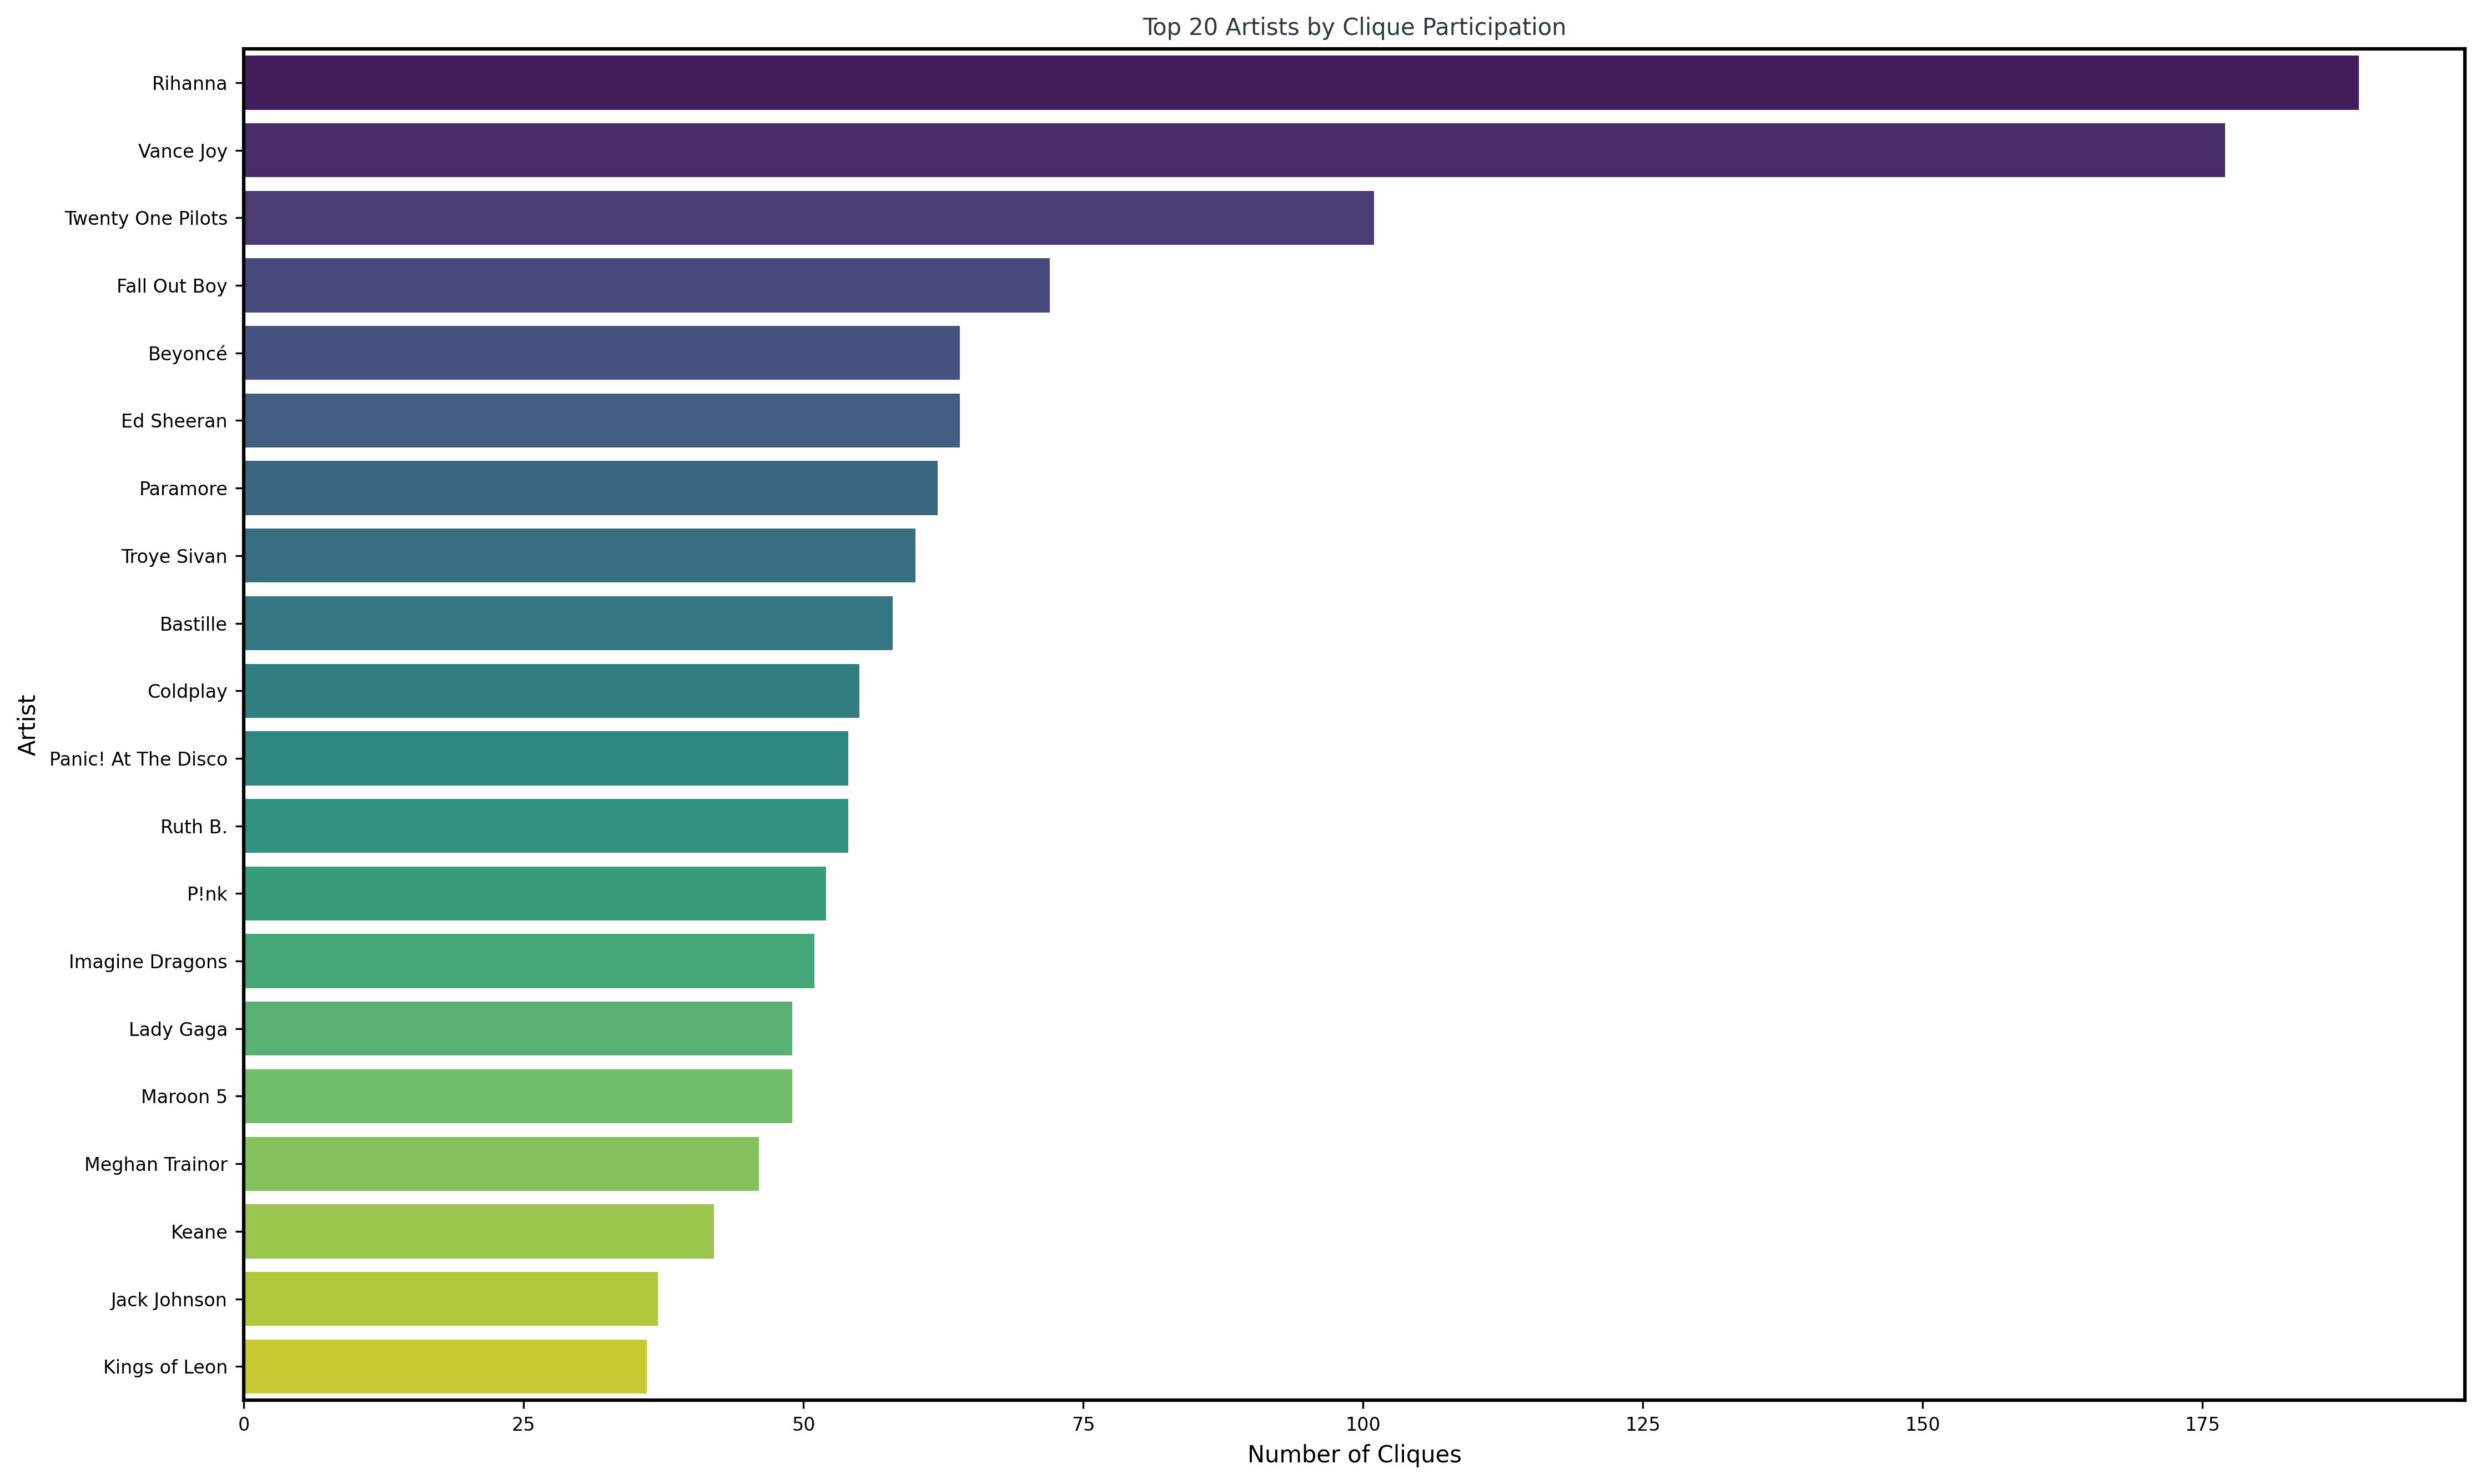 Top 20 Artists by Clique Participation
Rihanna
Vance Joy
Twenty One Pilots
Fall Out Boy
Beyoncé
Ed Sheeran
Paramore
Troye Sivan
Bastille
Coldplay
Panic! At The Disco
Ruth B.
P!nk
Imagine Dragons
Lady Gaga
Maroon 5
Meghan Trainor
Keane
Jack Johnson
Kings of Leon
Artist
0 25 50 75 100 125 150 175
Number of Cliques